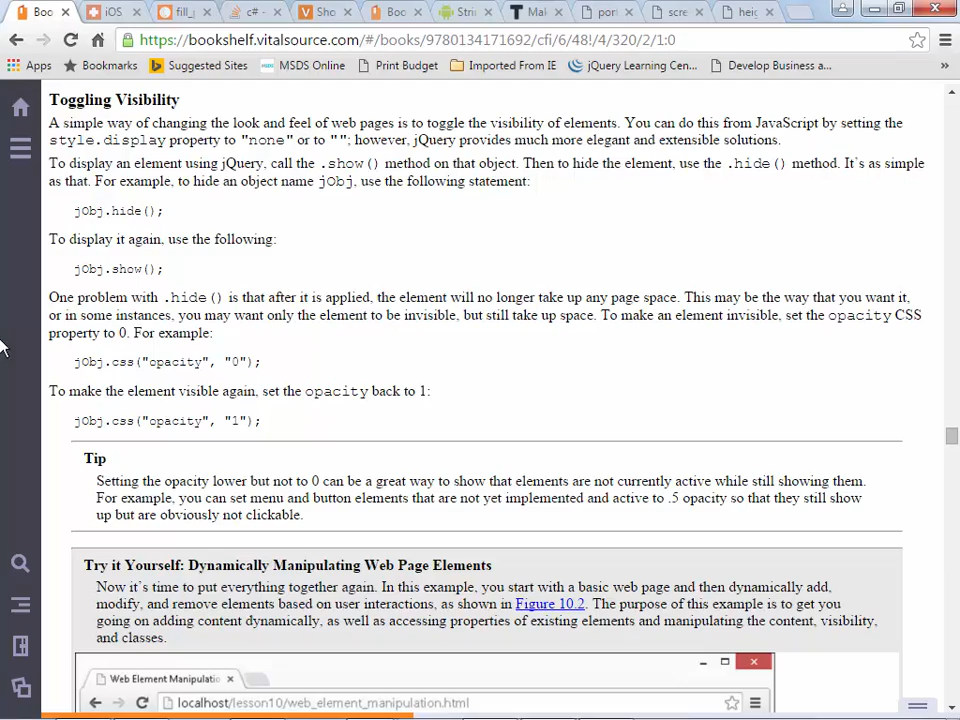 Boo
iOS
fill_
c# -
Sho
Boo
Strir
Mak
port
scre
heig
https://bookshelf.vitalsource.com/#/books/9780134171692/cfi/6/48!/4/320/2/1:0
Apps Bookmarks Suggested Sites MSDS Online Print Budget Imported From IE jQuery Learning Cen... Develop Business a... »
Toggling Visibility
A simple way of changing the look and feel of web pages is to toggle the visibility of elements. You can do this from JavaScript by setting the
style.display property to "none" or to " "; however, jQuery provides much more elegant and extensible solutions.
To display an element using jQuery, call the .show() method on that object. Then to hide the element, use the .hide() method. It's as simple
as that. For example, to hide an object name jObj, use the following statement:
jObj.hide();
To display it again, use the following:
jObj.show();
One problem with .hide() is that after it is applied, the element will no longer take up any page space. This may be the way that you want it,
or in some instances, you may want only the element to be invisible, but still take up space. To make an element invisible, set the opacity CSS
property to 0. For example:
jObj.css("opacity", "0");
To make the element visible again, set the opacity back to 1:
jObj.css("opacity", "1");
Tip
Setting the opacity lower but not to 0 can be a great way to show that elements are not currently active while still showing them.
For example, you can set menu and button elements that are not yet implemented and active to .5 opacity so that they still show
up but are obviously not clickable.
Try it Yourself: Dynamically Manipulating Web Page Elements
Now it's time to put everything together again. In this example, you start with a basic web page and then dynamically add,
modify, and remove elements based on user interactions, as shown in Figure 10.2. The purpose of this example is to get you
going on adding content dynamically, as well as accessing properties of existing elements and manipulating the content, visibility,
and classes.
Web Element Manipulatio
localhost/lesson10/web_element_manipulation.html